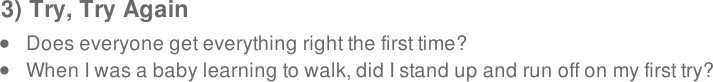 3) Try, Try Again
• Does everyone get everything right the first time?
• When I was a baby learning to walk, did I stand up and run off on my first try?